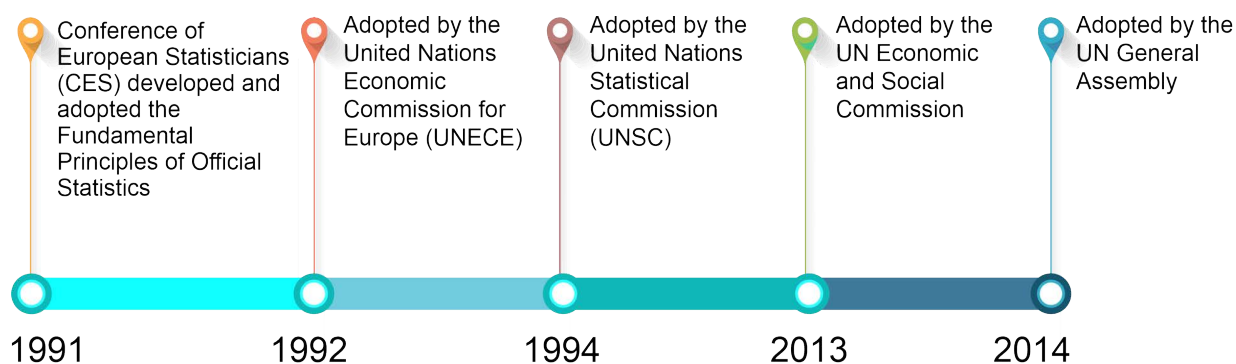 Conference of
European Statisticians
(CES) developed and
adopted the
Fundamental
Principles of Official
Statistics
Adopted by the
United Nations
Economic
Commission for
Europe (UNECE)
Adopted by the
United Nations
Statistical
Commission
(UNSC)
Adopted by the
UN Economic
and Social
Commission
Adopted by the
UN General
Assembly
1991
1992
1994
2013
2014